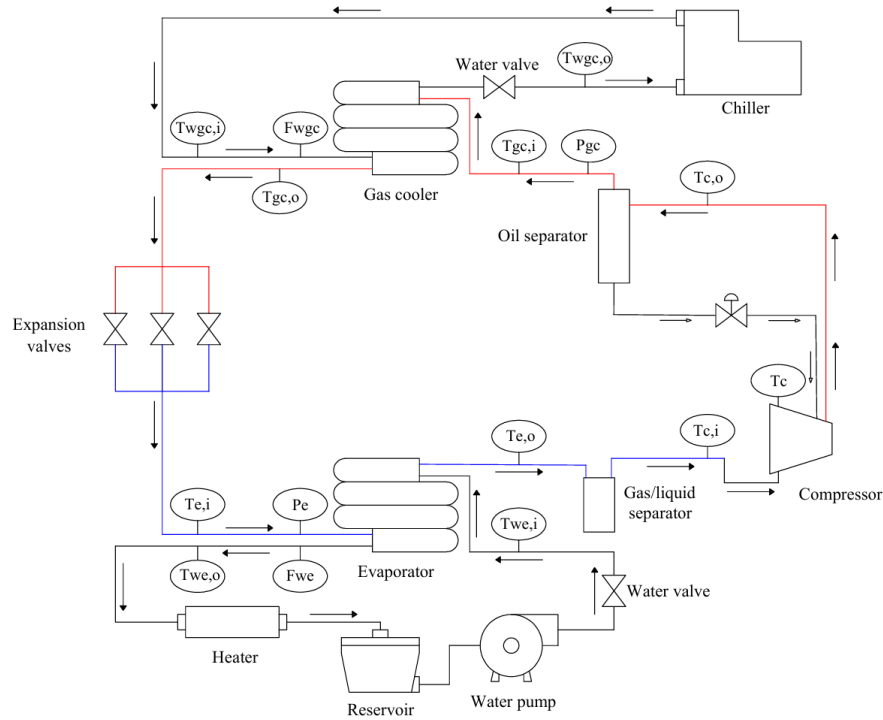 Water valve
Twgc,o
Chiller
Twgc,i
Fwgc
Tgc,i
Pgc
Tgc,o
Gas cooler
Tc,o
Oil separator
Expansion
valves
Tc
Te,o
Tc,i
Te,i
Pe
Gas/liquid
separator
Compressor
Twe,i
Twe,o
Fwe
Evaporator
Water valve
Heater
Reservoir
Water pump